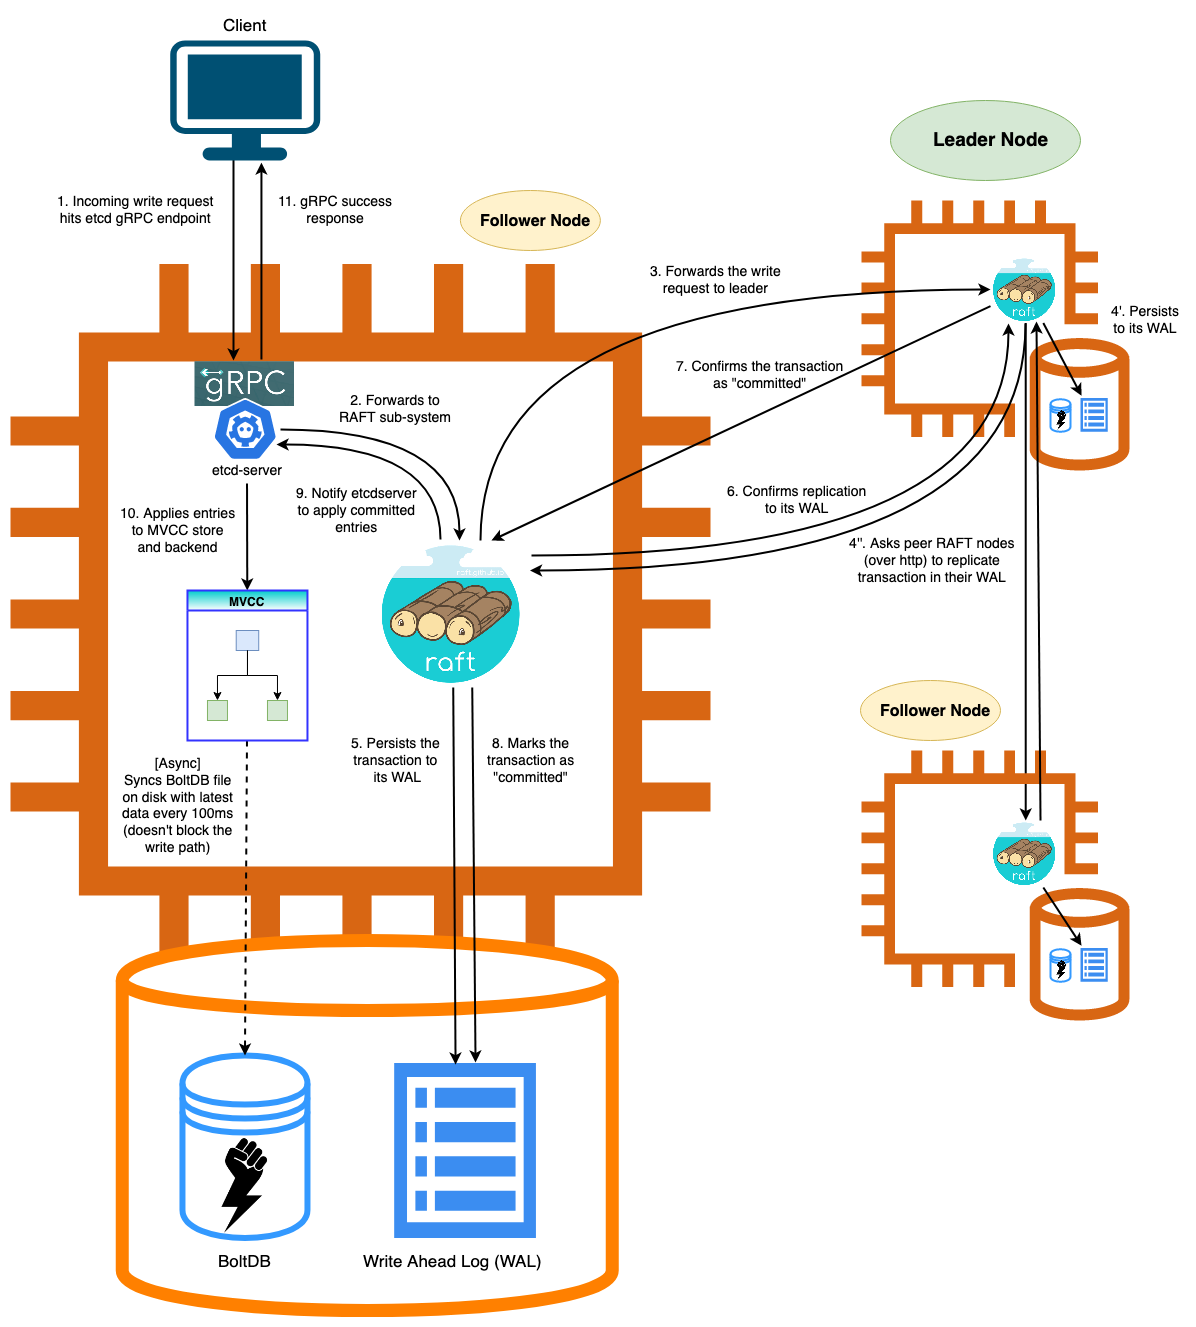 Client
1. Incoming write request
hits etcd gRPC endpoint
11. gRPC success
response
Follower Node
Leader Node
3. Forwards the write
request to leader
raft
4'. Persists
to its WAL
gRPC
7. Confirms the transaction
as "committed"
2. Forwards to
RAFT sub-system
etcd-server
9. Notify etcdserver
to apply committed
entries
6. Confirms replication
to its WAL
10. Applies entries
to MVCC store
and backend
4''. Asks peer RAFT nodes
(over http) to replicate
transaction in their WAL
MVCC
raft
Follower Node
5. Persists the
transaction to
its WAL
8. Marks the
transaction as
"committed"
[Async]
Syncs BoltDB file
on disk with latest
data every 100ms
(doesn't block the
write path)
raft
BoltDB
Write Ahead Log (WAL)